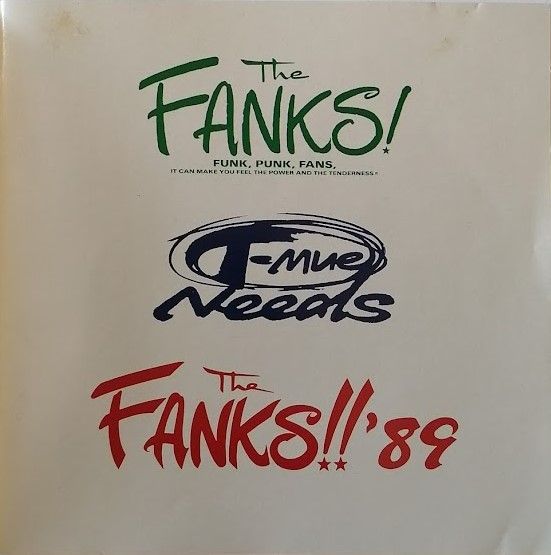 The
FANKS!
FUNK, PUNK, FANS,
IT CAN MAKE YOU FEEL THE POWER AND THE TENDERNESS
T-Mue
Needs
The
FANKS!!'89